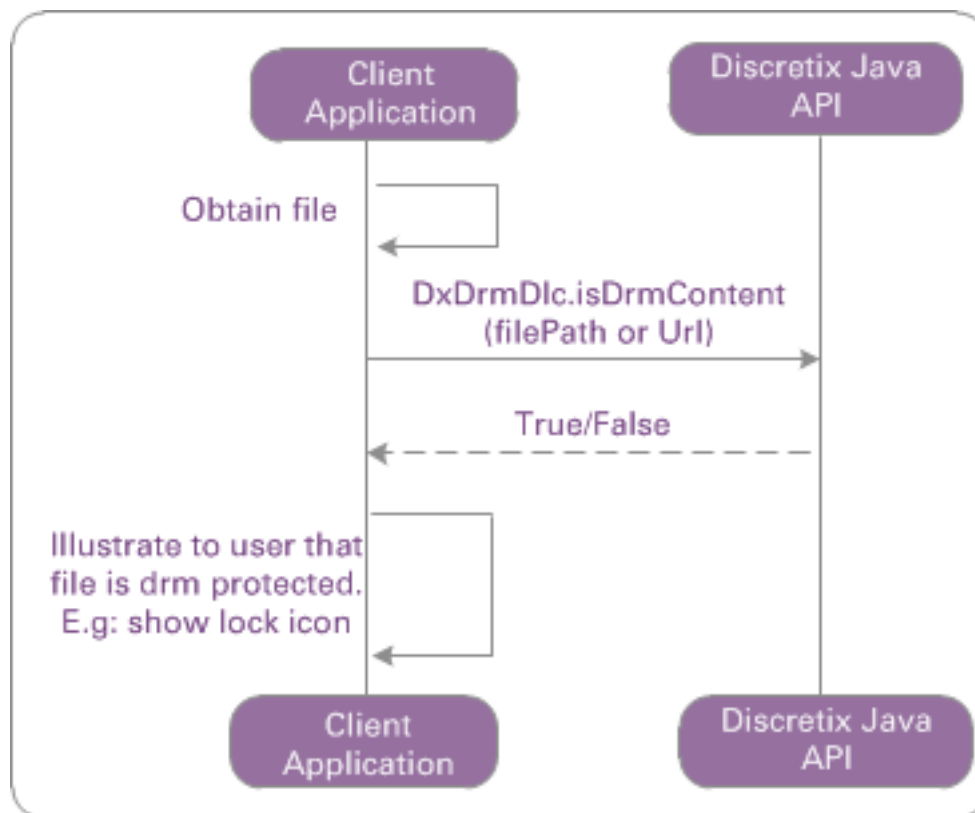 Client
Application
Discretix Java
API
Obtain file
DxDrmDlc.isDrmContent
(filePath or Url)
True/False
Illustrate to user that
file is drm protected.
E.g: show lock icon
Client
Application
Discretix Java
API